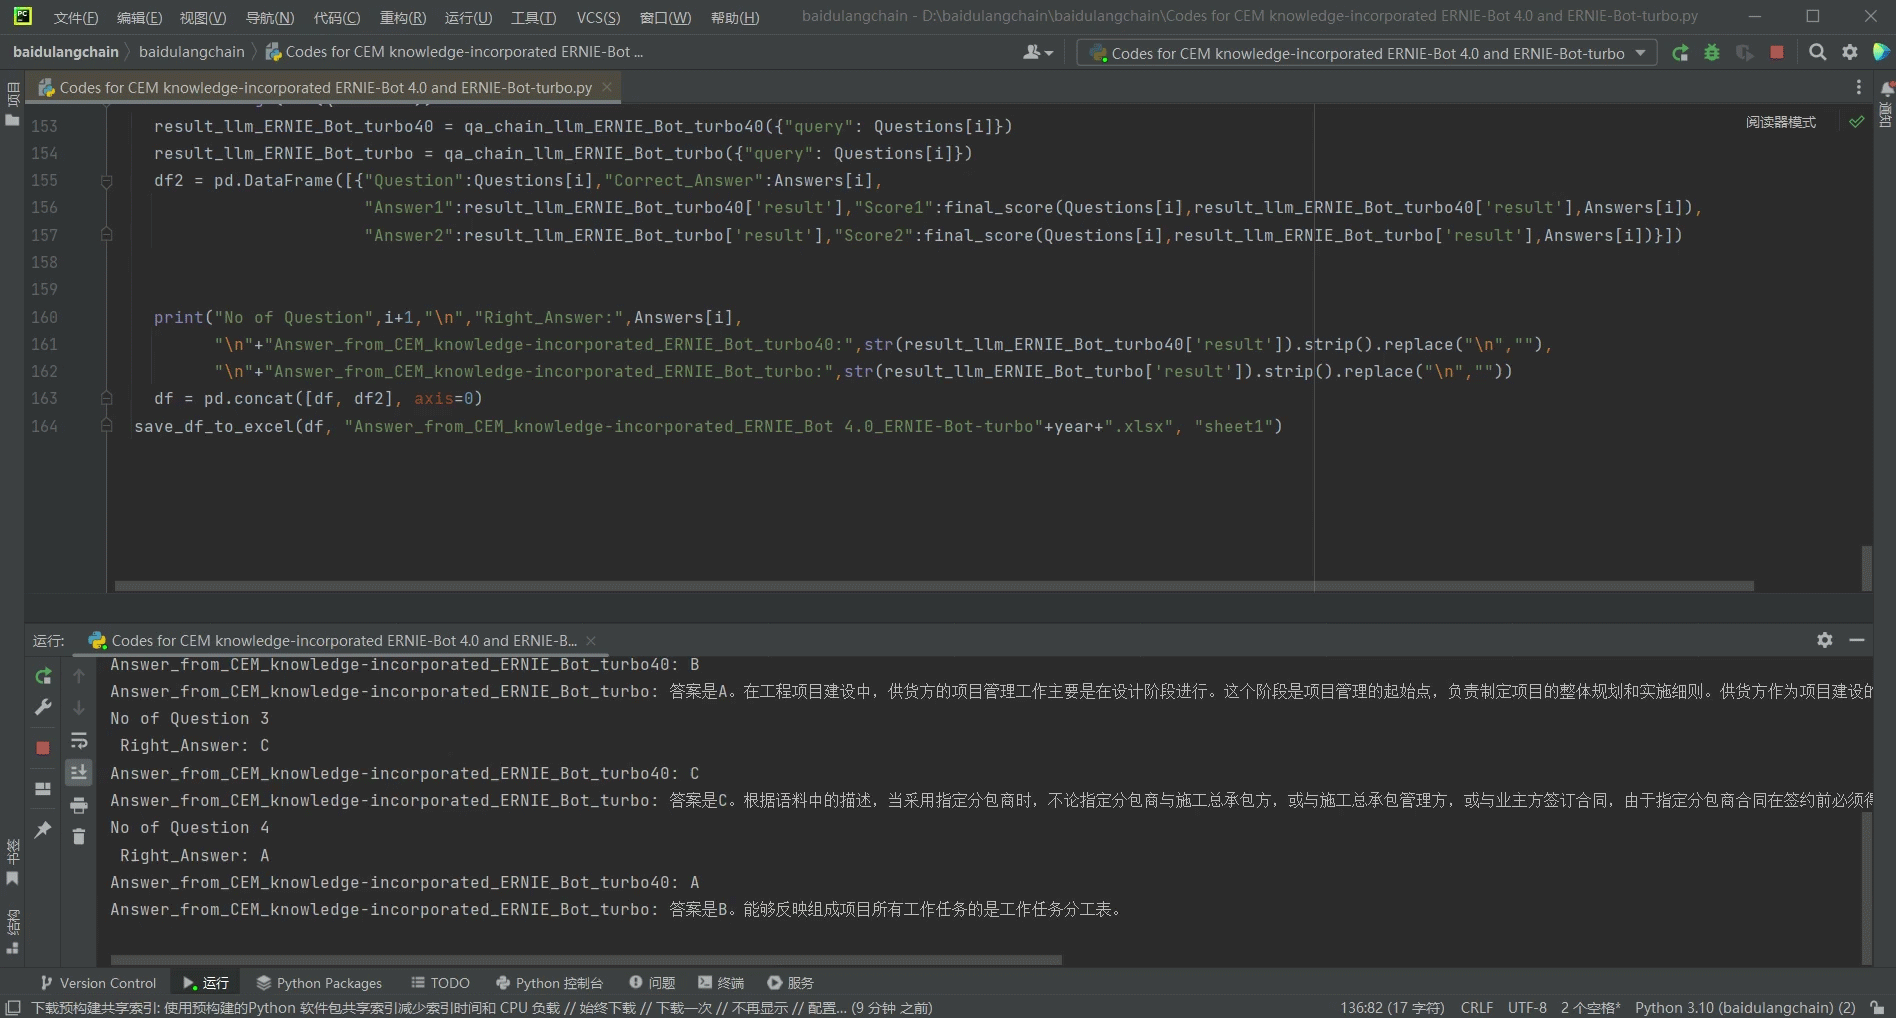 PC 文件(F) 编辑(E) 视图(V) 导航(N) 代码(C) 重构(R) 运行(U) 工具(T) VCS(S) 窗口(W) 帮助(H) baidulangchain - D:\baidulangchain\baidulangchain\Codes for CEM knowledge-incorporated ERNIE-Bot 4.0 and ERNIE-Bot-turbo.py
baidulangchain baidulangchain Codes for CEM knowledge-incorporated ERNIE-Bot ... Codes for CEM knowledge-incorporated ERNIE-Bot 4.0 and ERNIE-Bot-turbo
项目
Codes for CEM knowledge-incorporated ERNIE-Bot 4.0 and ERNIE-Bot-turbo.py
通知
阅读器模式
153 result_llm_ERNIE_Bot_turbo40 = qa_chain_llm_ERNIE_Bot_turbo40({"query": Questions[i]})
154 result_llm_ERNIE_Bot_turbo = qa_chain_llm_ERNIE_Bot_turbo({"query": Questions[i]})
155 df2 = pd.DataFrame([{"Question":Questions[i],"Correct_Answer":Answers[i],
156 "Answer1":result_llm_ERNIE_Bot_turbo40['result'],"Score1":final_score(Questions[i],result_llm_ERNIE_Bot_turbo40['result'],Answers[i]),
157 "Answer2":result_llm_ERNIE_Bot_turbo['result'],"Score2":final_score(Questions[i],result_llm_ERNIE_Bot_turbo['result'],Answers[i])}])
158
159
160 print("No of Question",i+1,"\n","Right_Answer:",Answers[i],
161 "\n"+"Answer_from_CEM_knowledge-incorporated_ERNIE_Bot_turbo40:",str(result_llm_ERNIE_Bot_turbo40['result']).strip().replace("\n",""),
162 "\n"+"Answer_from_CEM_knowledge-incorporated_ERNIE_Bot_turbo:",str(result_llm_ERNIE_Bot_turbo['result']).strip().replace("\n",""))
163 df = pd.concat([df, df2], axis=0)
164 save_df_to_excel(df, "Answer_from_CEM_knowledge-incorporated_ERNIE_Bot 4.0_ERNIE-Bot-turbo"+year+".xlsx", "sheet1")
运行: Codes for CEM knowledge-incorporated ERNIE-Bot 4.0 and ERNIE-B...
Answer_from_CEM_knowledge-incorporated_ERNIE_Bot_turbo40: B
Answer_from_CEM_knowledge-incorporated_ERNIE_Bot_turbo: 答案是A。在工程项目建设中，供货方的项目管理工作主要是在设计阶段进行。这个阶段是项目管理的起始点，负责制定项目的整体规划和实施细则。供货方作为项目建设的
No of Question 3
Right_Answer: C
Answer_from_CEM_knowledge-incorporated_ERNIE_Bot_turbo40: C
Answer_from_CEM_knowledge-incorporated_ERNIE_Bot_turbo: 答案是C。根据语料中的描述，当采用指定分包商时，不论指定分包商与施工总承包方，或与施工总承包管理方，或与业主方签订合同，由于指定分包商合同在签约前必须得
No of Question 4
Right_Answer: A
Answer_from_CEM_knowledge-incorporated_ERNIE_Bot_turbo40: A
Answer_from_CEM_knowledge-incorporated_ERNIE_Bot_turbo: 答案是B。能够反映组成项目所有工作任务的是工作任务分工表。
书签
结构
Version Control 运行 Python Packages TODO Python 控制台 问题 终端 服务
下载预构建共享索引: 使用预构建的Python 软件包共享索引减少索引时间和 CPU 负载 // 始终下载 // 下载一次 // 不再显示 // 配置... (9 分钟 之前) 136:82 (17 字符) CRLF UTF-8 2 个空格* Python 3.10 (baidulangchain) (2)